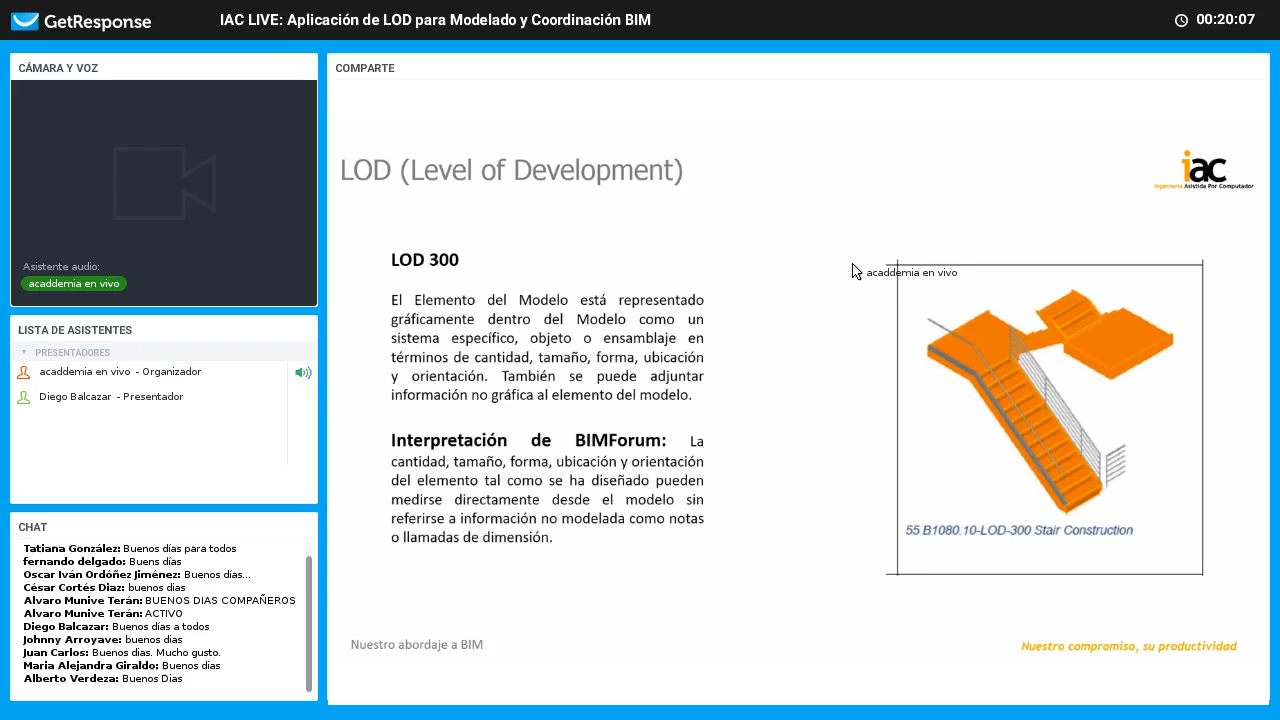 GetResponse
IAC LIVE: Aplicación de LOD para Modelado y Coordinación BIM
00:20:07
CÁMARA Y VOZ
Asistente audio:
acaddemia en vivo
LISTA DE ASISTENTES
PRESENTADORES
acaddemia en vivo - Organizador
Diego Balcazar - Presentador
CHAT
Tatiana González: Buenos días para todos
fernando delgado: Buens días
Oscar Iván Ordóñez Jiménez: Buenos días...
César Cortés Diaz: buenos dias
Alvaro Munive Terán: BUENOS DIAS COMPAÑEROS
Alvaro Munive Terán: ACTIVO
Diego Balcazar: Buenos días a todos
Johnny Arroyave: buenos dias
Juan Carlos: Buenos dias. Mucho gusto.
Maria Alejandra Giraldo: Buenos dias
Alberto Verdeza: Buenos Dias
COMPARTE
LOD (Level of Development)
iac
Ingeniería Asistida Por Computador
LOD 300
El Elemento del Modelo está representado
gráficamente dentro del Modelo como un
sistema específico, objeto o ensamblaje en
términos de cantidad, tamaño, forma, ubicación
y orientación. También se puede adjuntar
información no gráfica al elemento del modelo.
Interpretación de BIMForum: La
cantidad, tamaño, forma, ubicación y orientación
del elemento tal como se ha diseñado pueden
medirse directamente desde el modelo sin
referirse a información no modelada como notas
o llamadas de dimensión.
acaddemia en vivo
55 B1080.10-LOD-300 Stair Construction
Nuestro abordaje a BIM
Nuestro compromiso, su productividad